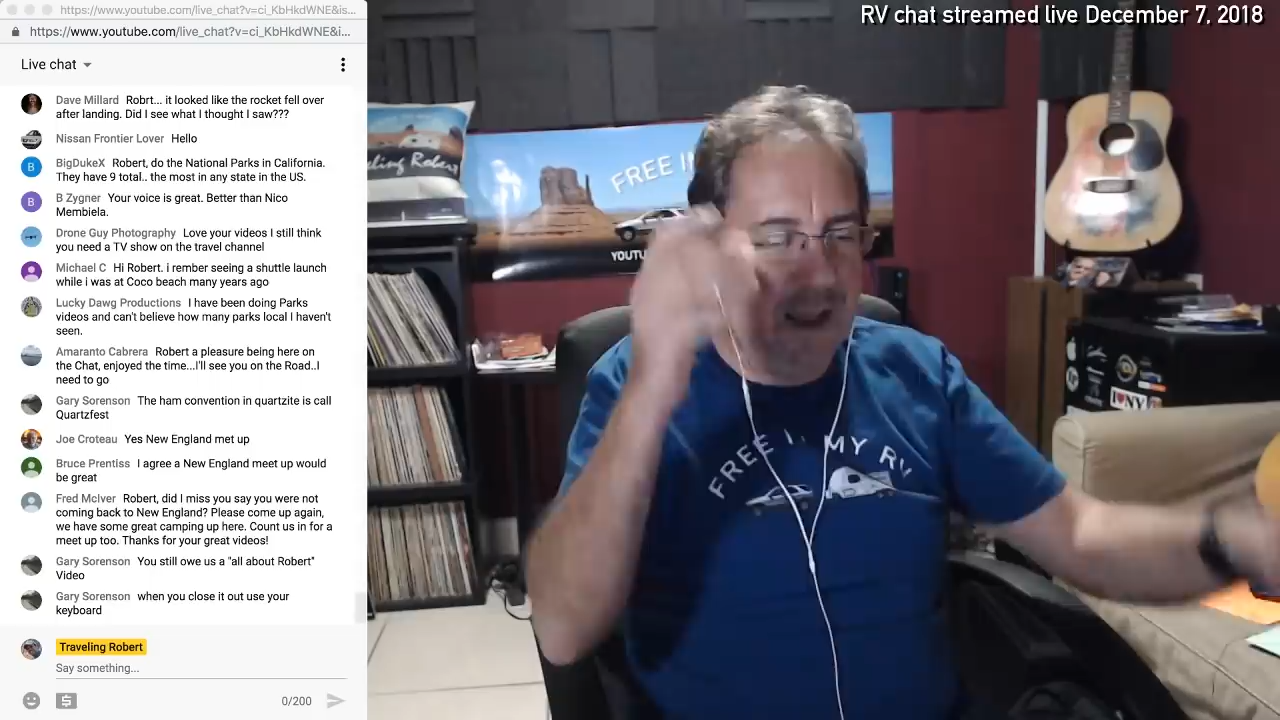 https://www.youtube.com/live_chat?v=ci_KbHkdWNE&is...
https://www.youtube.com/live_chat?v=ci_KbHkdWNE&i...
RV chat streamed live December 7, 2018
Live chat
Dave Millard Robrt... it looked like the rocket fell over
after landing. Did I see what I thought I saw???
Nissan Frontier Lover Hello
B BigDukeX Robert, do the National Parks in California.
They have 9 total.. the most in any state in the US.
B B Zygner Your voice is great. Better than Nico
Membiela.
Drone Guy Photography Love your videos I still think
you need a TV show on the travel channel
Michael C Hi Robert. i rember seeing a shuttle launch
while i was at Coco beach many years ago
Lucky Dawg Productions I have been doing Parks
videos and can't believe how many parks local I haven't
seen.
Amaranto Cabrera Robert a pleasure being here on
the Chat, enjoyed the time...I'll see you on the Road..I
need to go
Gary Sorenson The ham convention in quartzite is call
Quartzfest
Joe Croteau Yes New England met up
Bruce Prentiss I agree a New England meet up would
be great
Fred McIver Robert, did I miss you say you were not
coming back to New England? Please come up again,
we have some great camping up here. Count us in for a
meet up too. Thanks for your great videos!
Gary Sorenson You still owe us a "all about Robert"
Video
Gary Sorenson when you close it out use your
keyboard
Traveling Robert
Say something...
0/200
eling Robert
FREE IN
YOUTU
FREE I MY RV
I NY